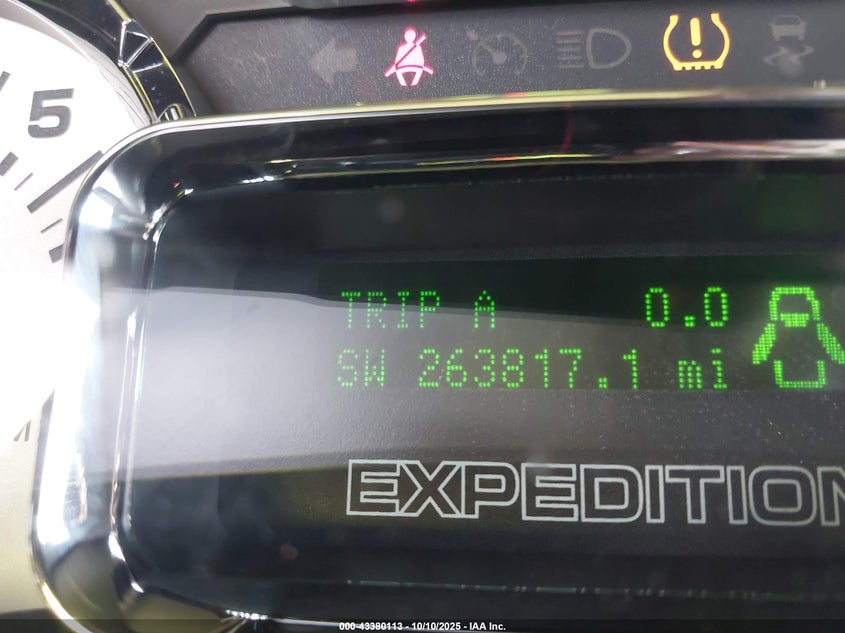 5
TRIP A 0.0
SW 263817.1 mi
EXPEDITION
000-43380113 - 10/10/2025 - IAA Inc.